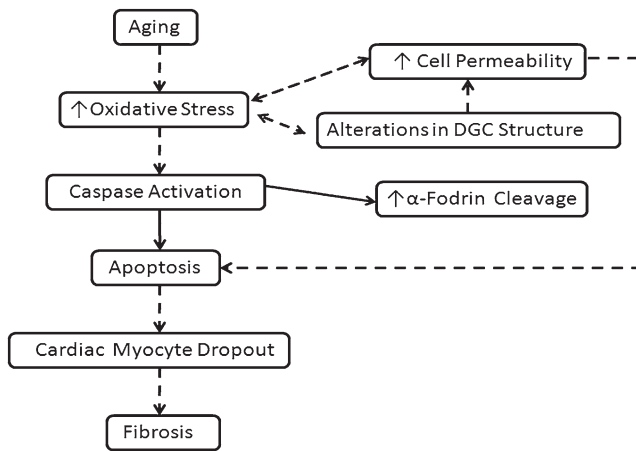 Aging
↑ Cell Permeability
↑Oxidative Stress
Alterations in DGC Structure
Caspase Activation
↑α-Fodrin Cleavage
Apoptosis
Cardiac Myocyte Dropout
Fibrosis